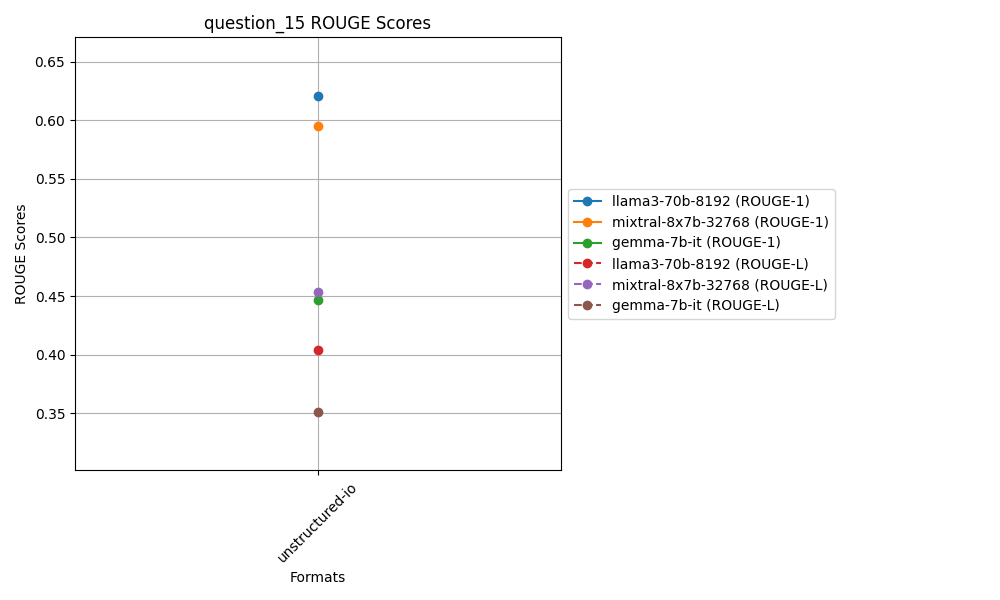 question_15 ROUGE Scores
ROUGE Scores
0.65
0.60
0.55
0.50
0.45
0.40
0.35
unstructured-io
Formats
llama3-70b-8192 (ROUGE-1)
mixtral-8x7b-32768 (ROUGE-1)
gemma-7b-it (ROUGE-1)
llama3-70b-8192 (ROUGE-L)
mixtral-8x7b-32768 (ROUGE-L)
gemma-7b-it (ROUGE-L)